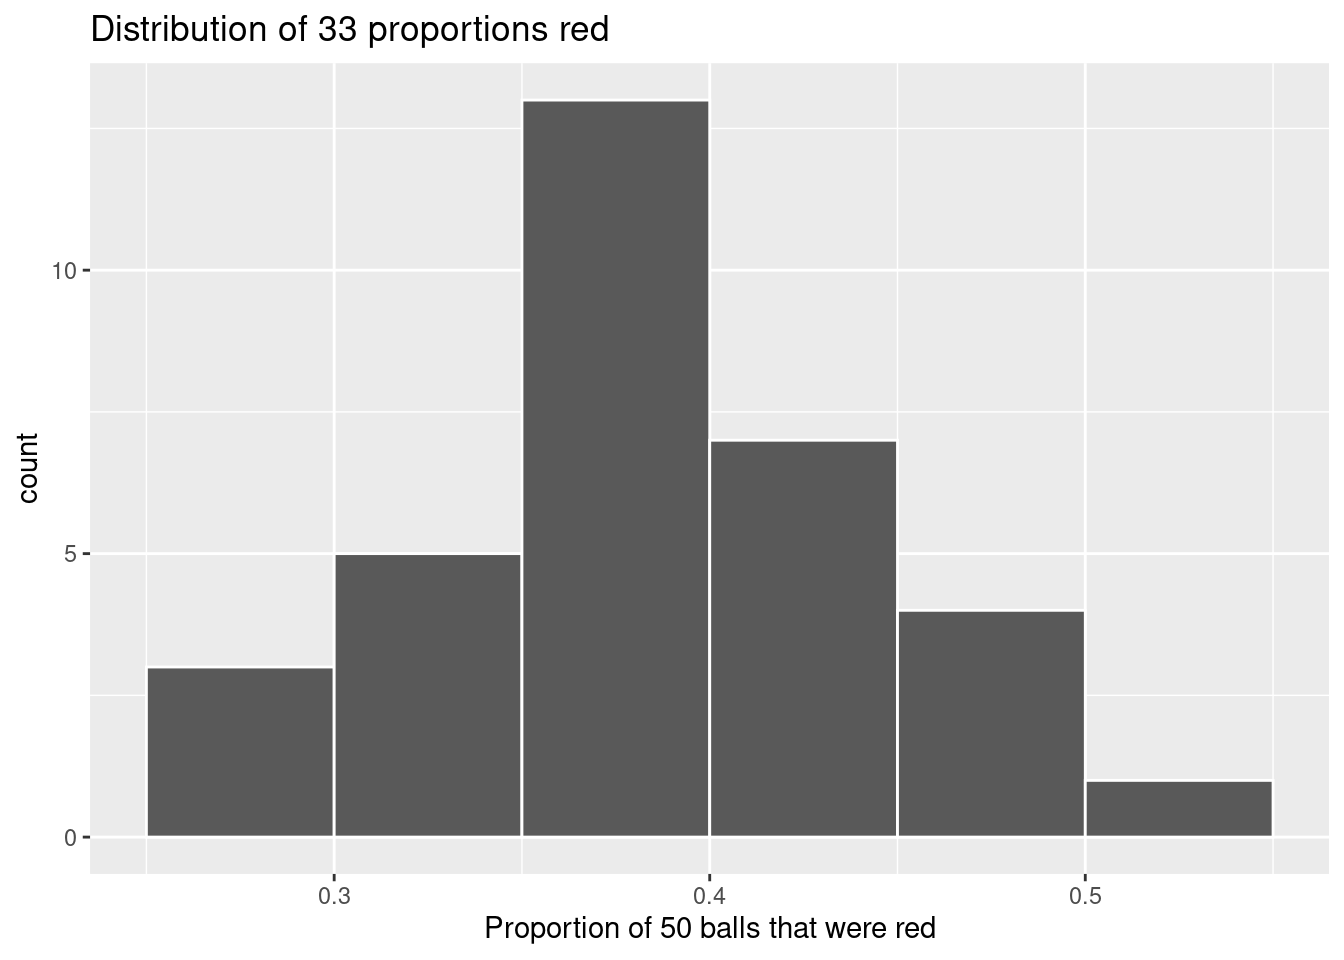 Distribution of 33 proportions red
10
5
0
count
0.3 0.4 0.5
Proportion of 50 balls that were red